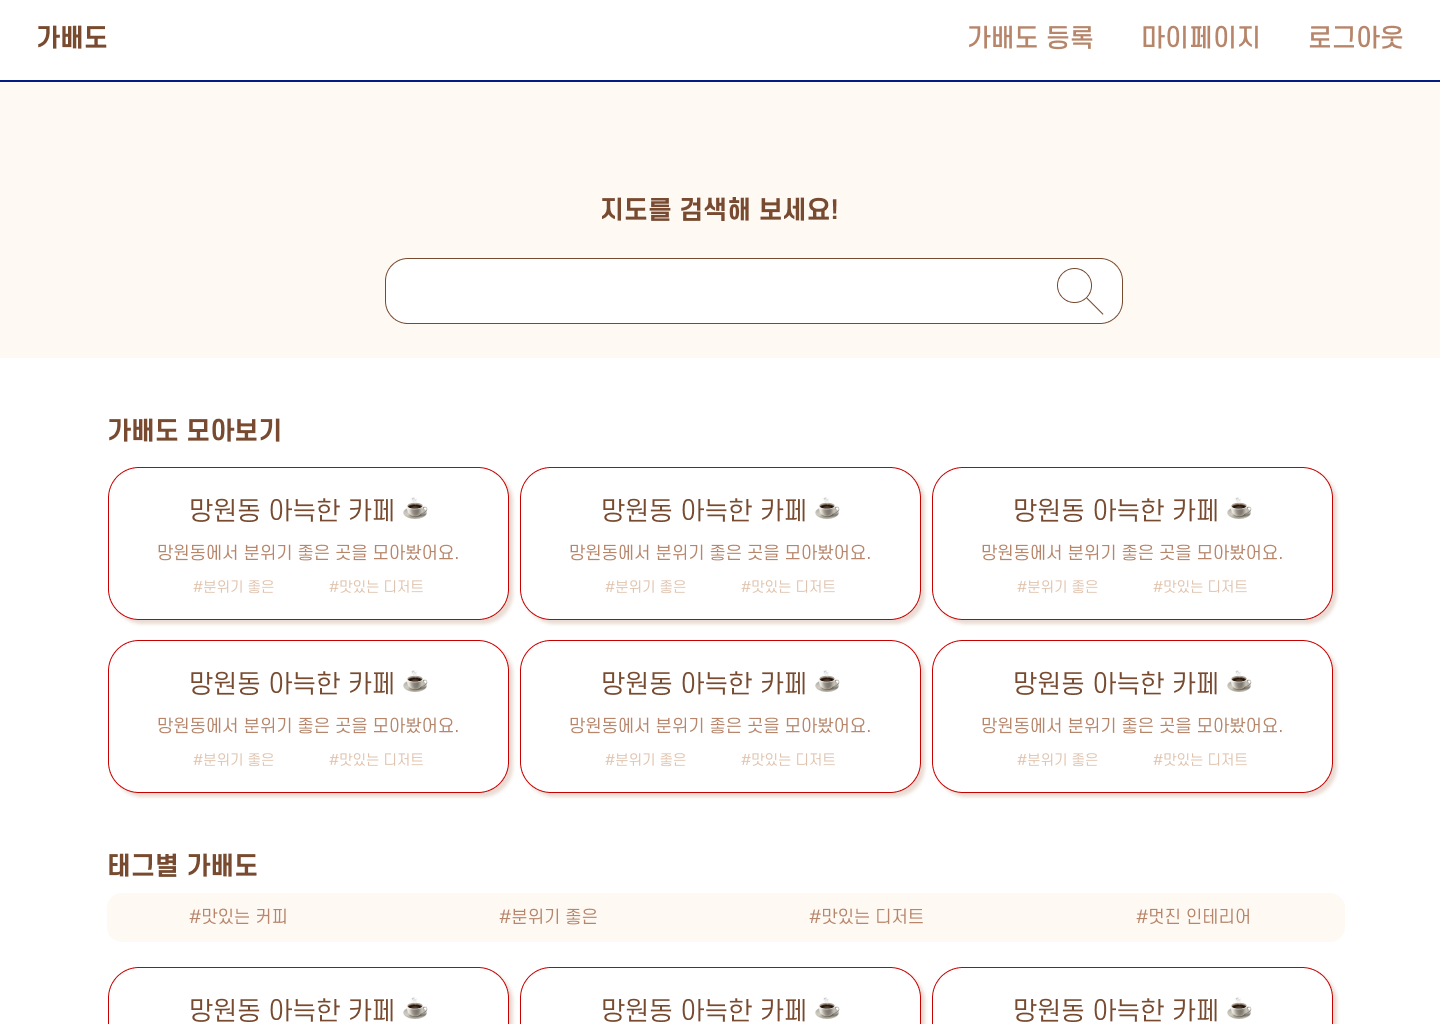 가배도
가배도 등록 마이페이지 로그아웃
지도를 검색해 보세요!
가배도 모아보기
망원동 아늑한 카페 ☕
망원동에서 분위기 좋은 곳을 모아봤어요.
#분위기 좋은 #맛있는 디저트
망원동 아늑한 카페 ☕
망원동에서 분위기 좋은 곳을 모아봤어요.
#분위기 좋은 #맛있는 디저트
망원동 아늑한 카페 ☕
망원동에서 분위기 좋은 곳을 모아봤어요.
#분위기 좋은 #맛있는 디저트
망원동 아늑한 카페 ☕
망원동에서 분위기 좋은 곳을 모아봤어요.
#분위기 좋은 #맛있는 디저트
망원동 아늑한 카페 ☕
망원동에서 분위기 좋은 곳을 모아봤어요.
#분위기 좋은 #맛있는 디저트
망원동 아늑한 카페 ☕
망원동에서 분위기 좋은 곳을 모아봤어요.
#분위기 좋은 #맛있는 디저트
태그별 가배도
#맛있는 커피 #분위기 좋은 #맛있는 디저트 #멋진 인테리어
망원동 아늑한 카페 ☕
망원동 아늑한 카페 ☕
망원동 아늑한 카페 ☕